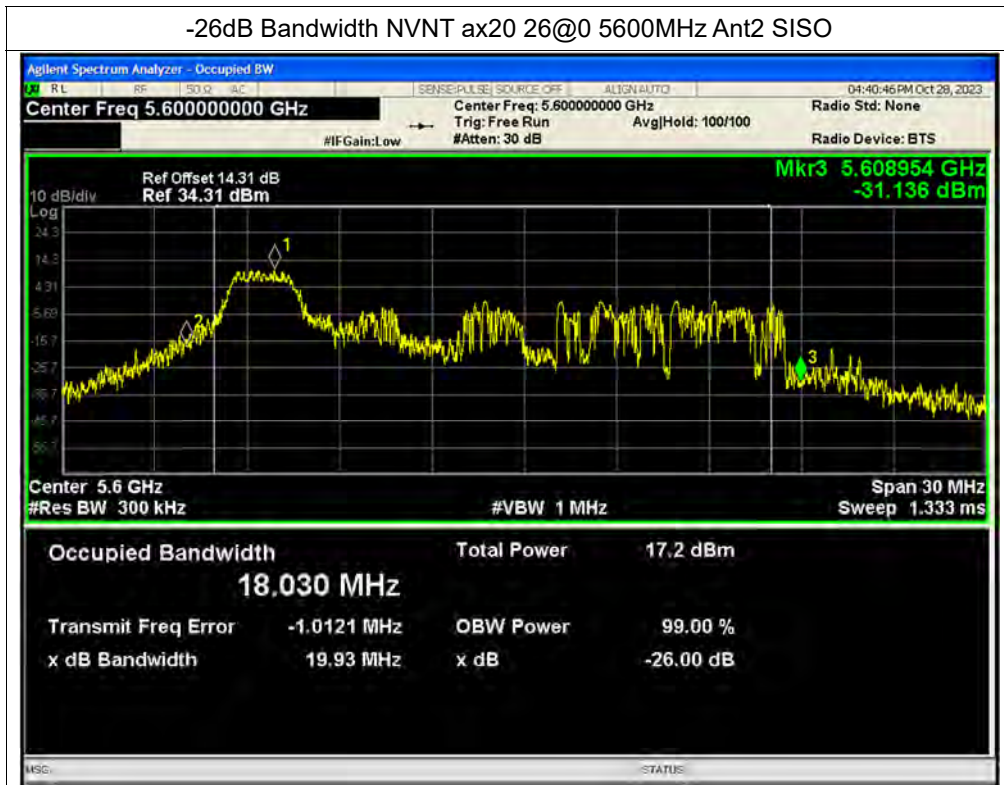 -26dB Bandwidth NVNT ax20 26@0 5600MHz Ant2 SISO
Agilent Spectrum Analyzer - Occupied BW
RL RF 50 Ω AC SENSE:PULSE SOURCE OFF ALIGN AUTO 04:40:46 PM Oct 28, 2023
Center Freq 5.600000000 GHz Center Freq: 5.600000000 GHz Radio Std: None
Trig: Free Run Avg|Hold: 100/100
#IFGain:Low #Atten: 30 dB Radio Device: BTS
Mkr3 5.608954 GHz
-31.136 dBm
Ref Offset 14.31 dB
10 dB/div Ref 34.31 dBm
Log
24.3
14.3
4.31
-5.69
-15.7
-25.7
-35.7
-45.7
-55.7
1
2
3
Center 5.6 GHz Span 30 MHz
#Res BW 300 kHz #VBW 1 MHz Sweep 1.333 ms
Occupied Bandwidth Total Power 17.2 dBm
18.030 MHz
Transmit Freq Error -1.0121 MHz OBW Power 99.00 %
x dB Bandwidth 19.93 MHz x dB -26.00 dB
MSG STATUS